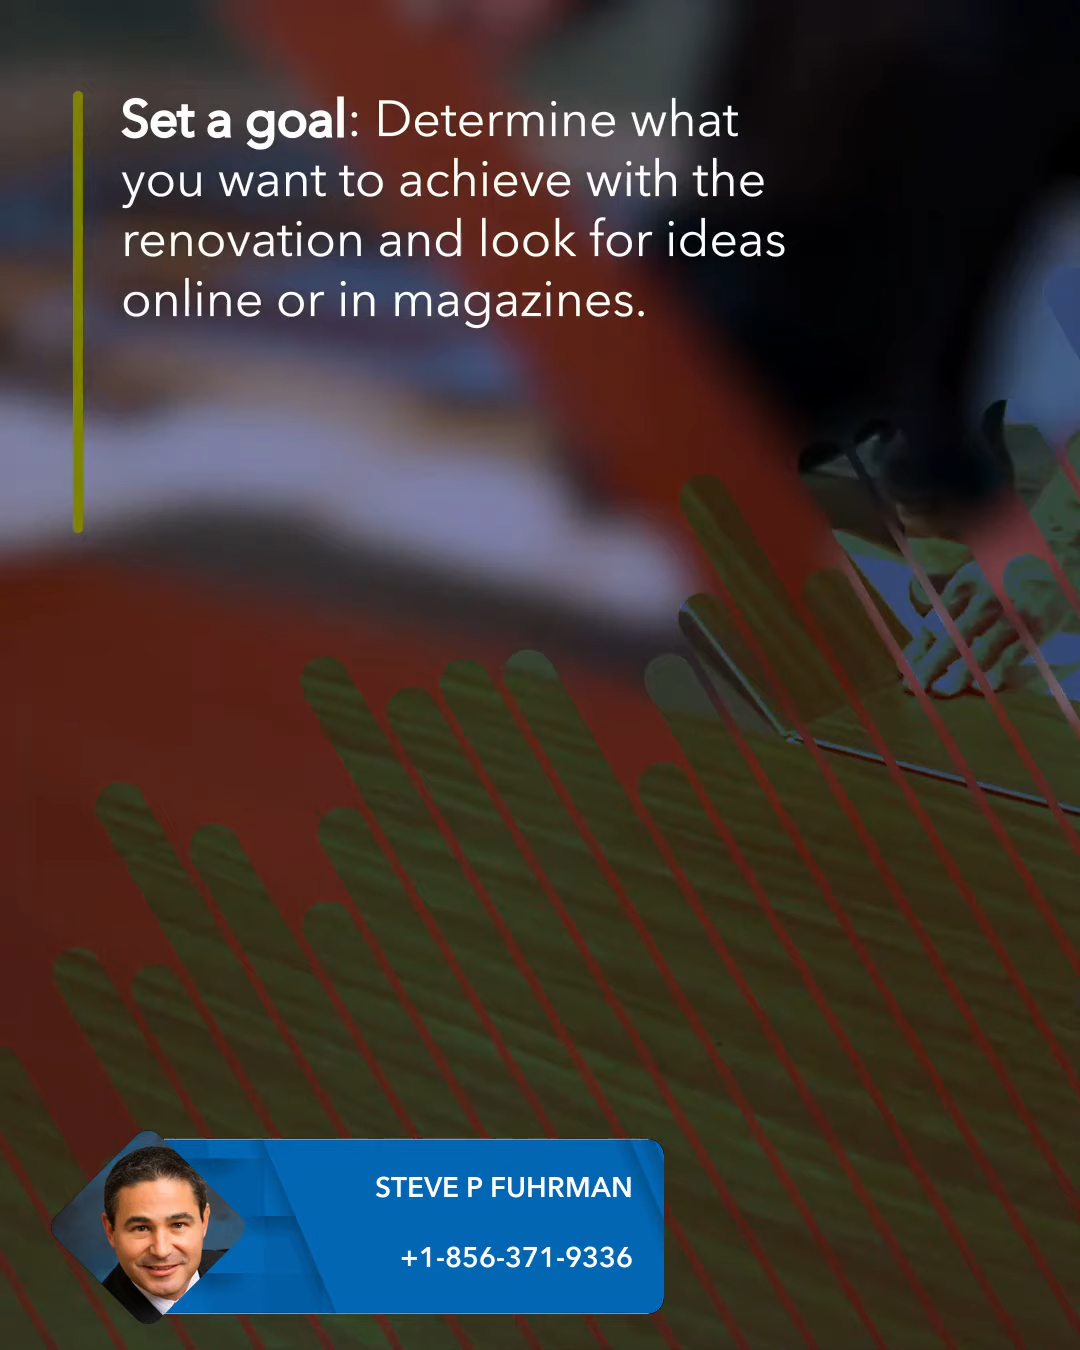 Set a goal: Determine what
you want to achieve with the
renovation and look for ideas
online or in magazines.
STEVE P FUHRMAN
+1-856-371-9336